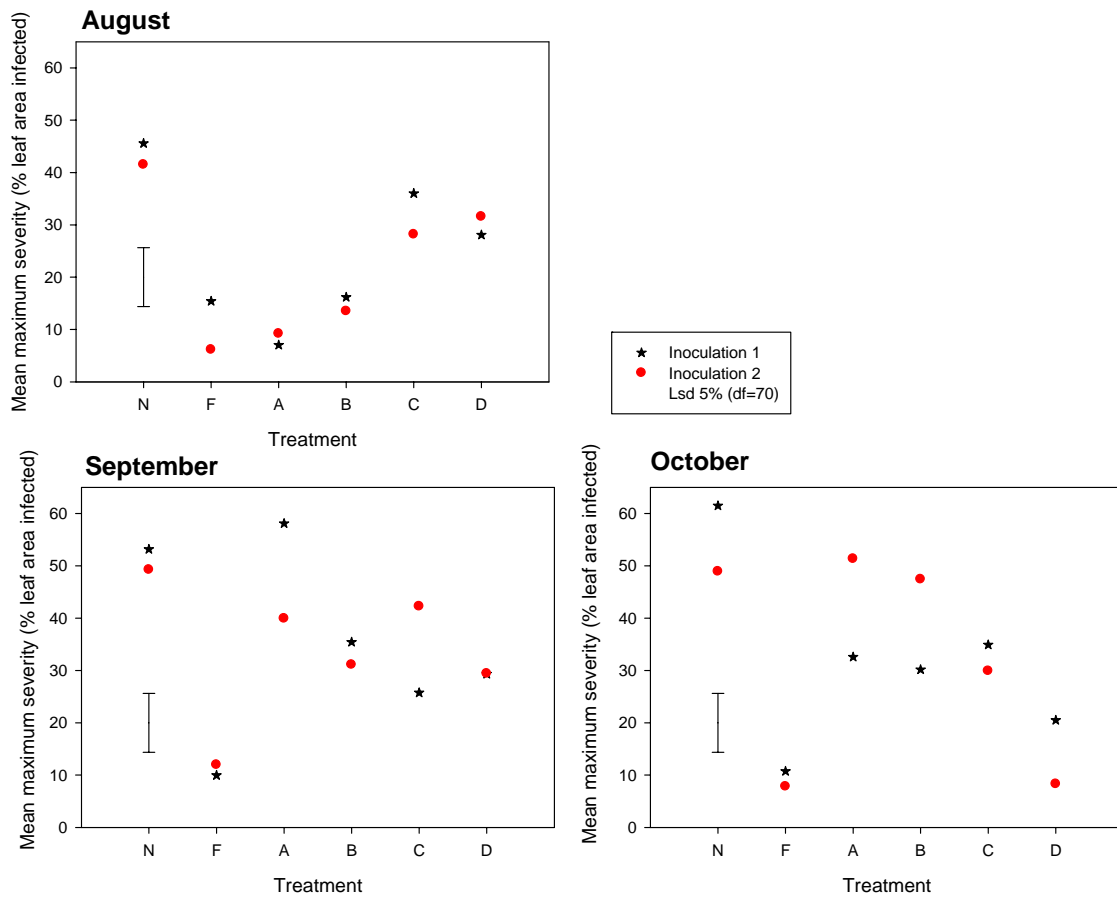 August
Mean maximum severity (% leaf area infected)
60
50
40
30
20
10
0
N F A B C D
Treatment
Inoculation 1
Inoculation 2
Lsd 5% (df=70)
September
Mean maximum severity (% leaf area infected)
60
50
40
30
20
10
0
N F A B C D
Treatment
October
Mean maximum severity (% leaf area infected)
60
50
40
30
20
10
0
N F A B C D
Treatment